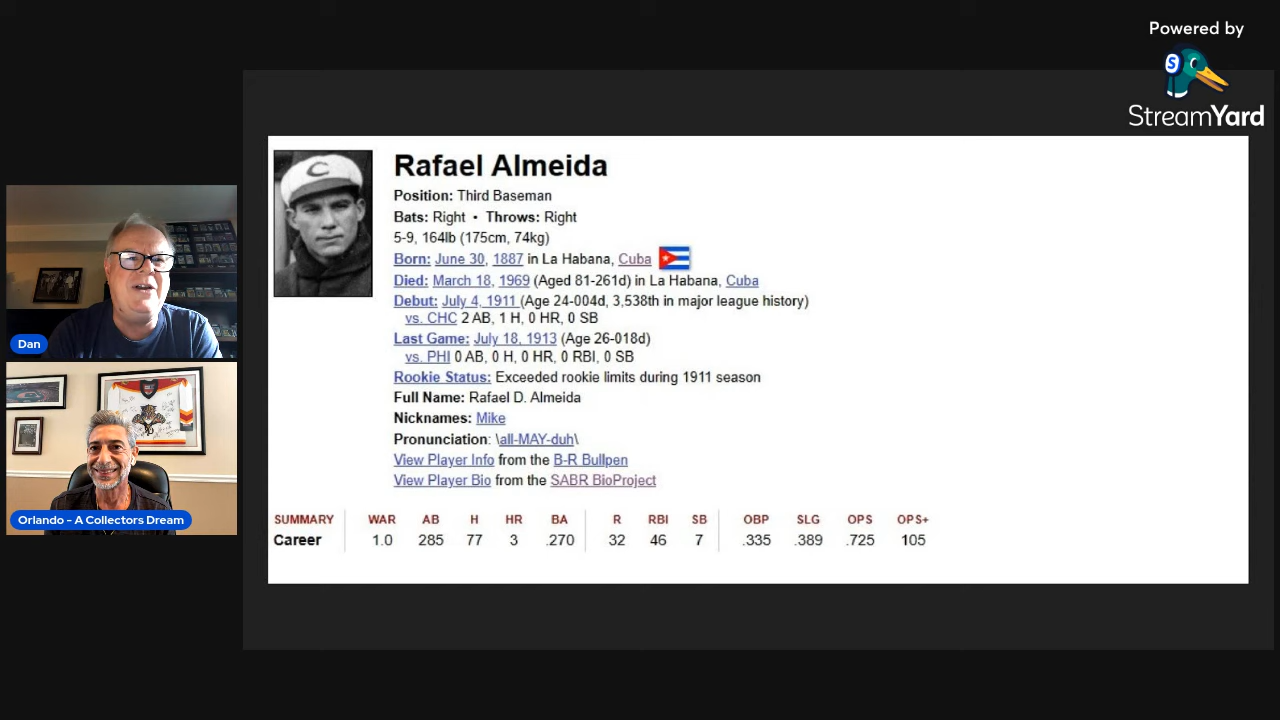 Powered by
S
StreamYard
Rafael Almeida
Position: Third Baseman
Bats: Right • Throws: Right
5-9, 164lb (175cm, 74kg)
Born: June 30, 1887 in La Habana, Cuba
Died: March 18, 1969 (Aged 81-261d) in La Habana, Cuba
Debut: July 4, 1911 (Age 24-004d, 3,538th in major league history)
vs. CHC 2 AB, 1 H, 0 HR, 0 SB
Last Game: July 18, 1913 (Age 26-018d)
vs. PHI 0 AB, 0 H, 0 HR, 0 RBI, 0 SB
Rookie Status: Exceeded rookie limits during 1911 season
Full Name: Rafael D. Almeida
Nicknames: Mike
Pronunciation: \all-MAY-duh\
View Player Info from the B-R Bullpen
View Player Bio from the SABR BioProject
SUMMARY WAR AB H HR BA R RBI SB OBP SLG OPS OPS+
Career 1.0 285 77 3 .270 32 46 7 .335 .389 .725 105
C
Dan
Orlando - A Collectors Dream